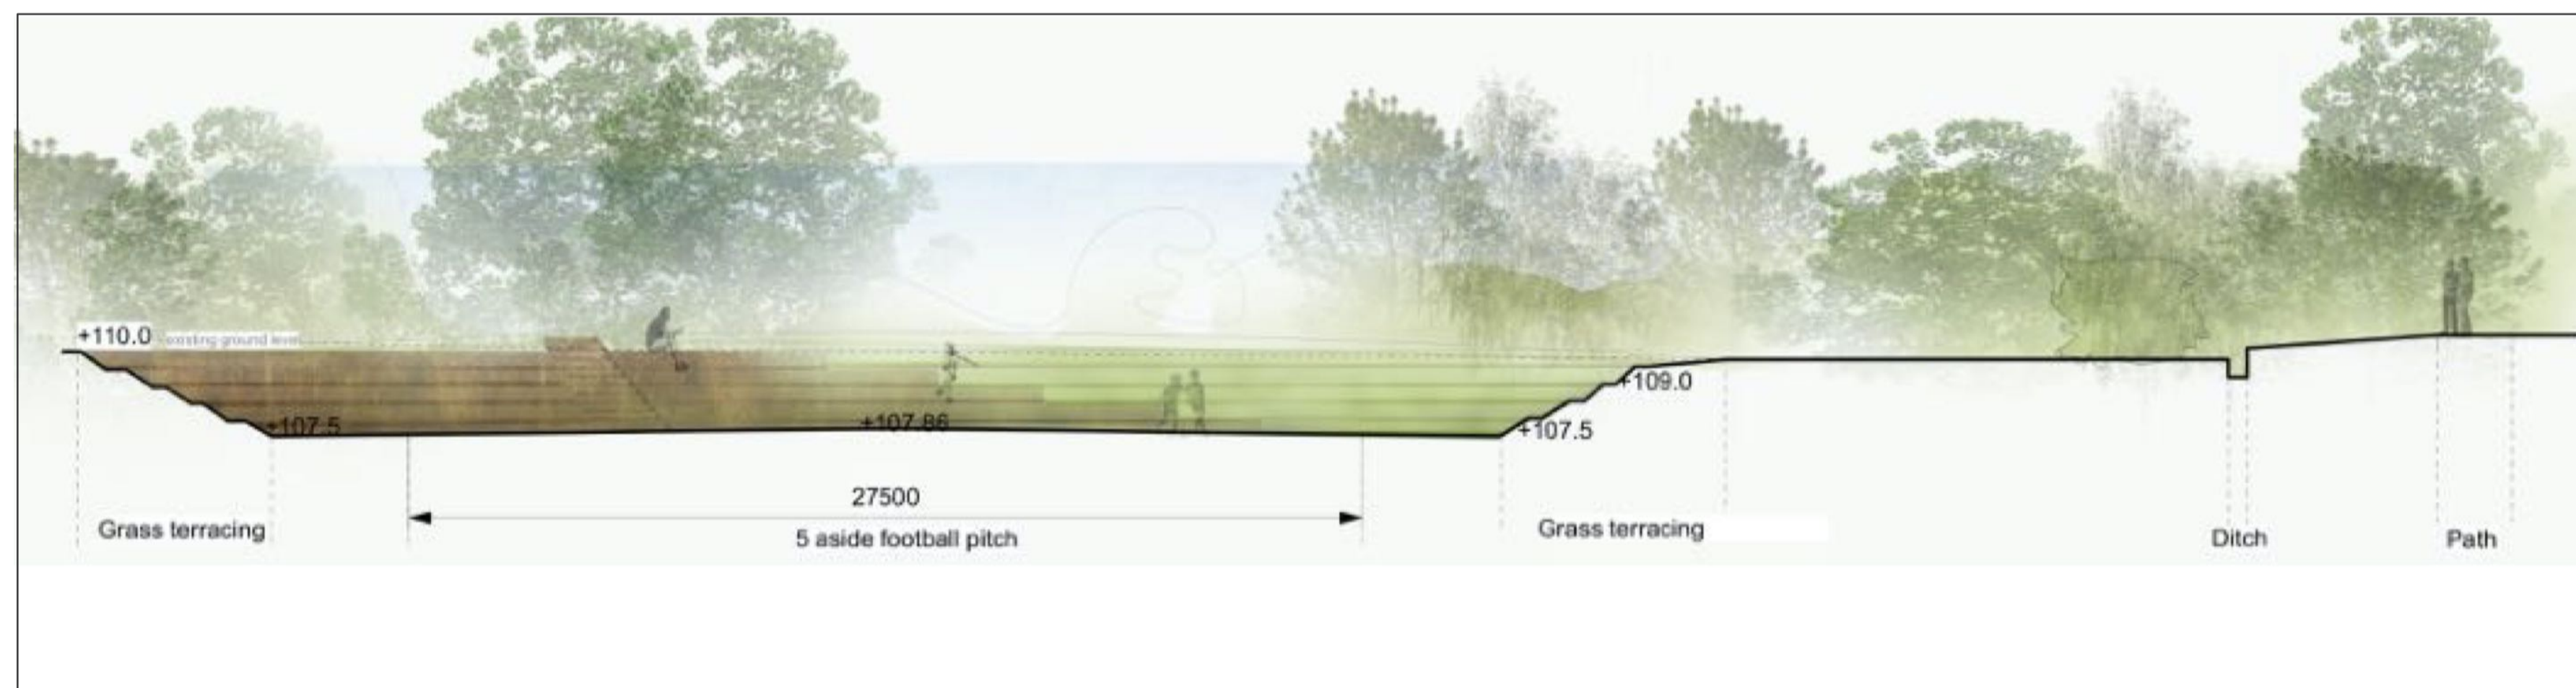 +110.0 existing ground level
+109.0
+107.5
+107.86
+107.5
27500
Grass terracing
5 aside football pitch
Grass terracing
Ditch
Path